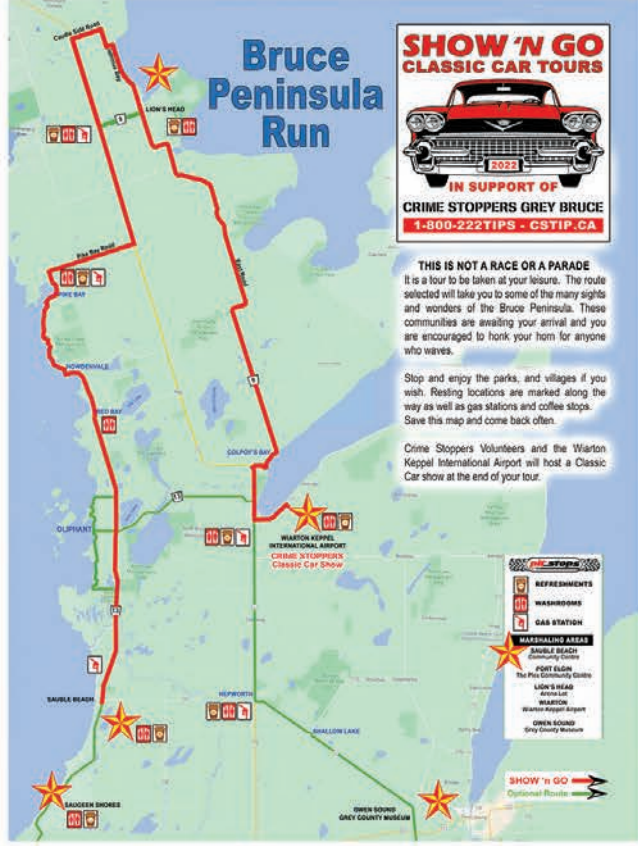 Bruce
Peninsula
Run
SHOW 'N GO
CLASSIC CAR TOURS
2022
IN SUPPORT OF
CRIME STOPPERS GREY BRUCE
1-800-222TIPS - CSTIP.CA
THIS IS NOT A RACE OR A PARADE
It is a tour to be taken at your leisure. The route
selected will take you to some of the many sights
and wonders of the Bruce Peninsula. These
communities are awaiting your arrival and you
are encouraged to honk your horn for anyone
who waves.
Stop and enjoy the parks, and villages if you
wish. Resting locations are marked along the
way as well as gas stations and coffee stops.
Save this map and come back often.
Crime Stoppers Volunteers and the Wiarton
Keppel International Airport will host a Classic
Car show at the end of your tour.
LION'S HEAD
9
Pike Bay Road
PIKE BAY
East Road
HOWDENVALE
RED BAY
9
COLPOY'S BAY
13
OLIPHANT
WIARTON KEPPEL
INTERNATIONAL AIRPORT
CRIME STOPPERS
Classic Car Show
13
SAUBLE BEACH
HEPWORTH
SHALLOW LAKE
SAUGEEN SHORES
OWEN SOUND
GREY COUNTY MUSEUM
pit stops
REFRESHMENTS
WASHROOMS
GAS STATION
MARSHALING AREAS
SAUBLE BEACH
Community Centre
PORT ELGIN
The Plex Community Centre
LION'S HEAD
Arena Lot
WIARTON
Wiarton Keppel Airport
OWEN SOUND
Grey County Museum
SHOW 'n GO
Optional Route